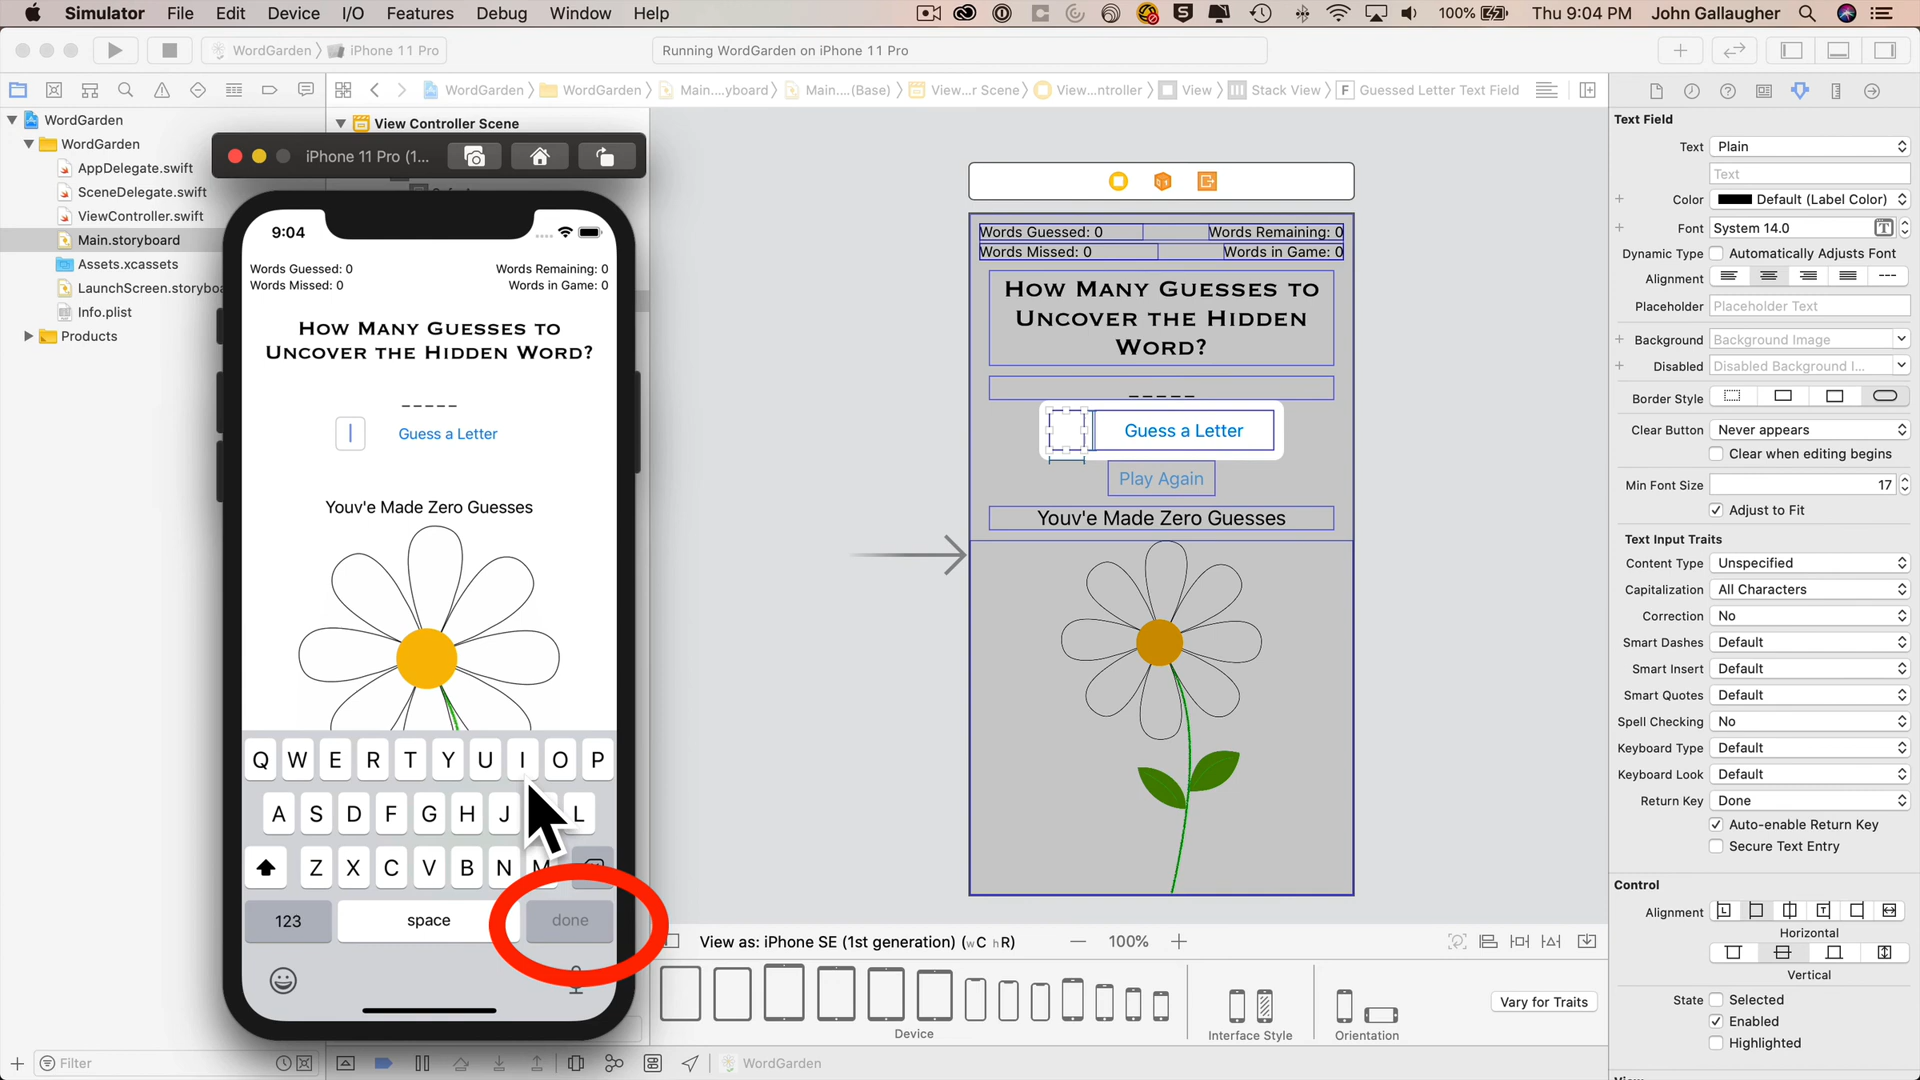 Simulator File Edit Device I/O Features Debug Window Help 100% Thu 9:04 PM John Gallaugher
WordGarden iPhone 11 Pro
Running WordGarden on iPhone 11 Pro
WordGarden WordGarden Main....yboard Main....(Base) View...r Scene View...ntroller View Stack View F Guessed Letter Text Field
WordGarden
WordGarden
AppDelegate.swift
SceneDelegate.swift
ViewController.swift
Main.storyboard
Assets.xcassets
LaunchScreen.storyboa
Info.plist
Products
Filter
View Controller Scene
iPhone 11 Pro (1...
9:04
Words Guessed: 0 Words Remaining: 0
Words Missed: 0 Words in Game: 0
How Many Guesses to
Uncover the Hidden Word?
_ _ _ _ _
Guess a Letter
Youv'e Made Zero Guesses
Q W E R T Y U I O P
A S D F G H J L
Z X C V B N M
123 space done
Words Guessed: 0 Words Remaining: 0
Words Missed: 0 Words in Game: 0
How Many Guesses to
Uncover the Hidden
Word?
_ _ _ _ _
Guess a Letter
Play Again
Youv'e Made Zero Guesses
View as: iPhone SE (1st generation) (wC hR) — 100% +
Device Interface Style Orientation
Vary for Traits
WordGarden
Text Field
Text Plain
Text
Color Default (Label Color)
Font System 14.0
Dynamic Type Automatically Adjusts Font
Alignment
Placeholder Placeholder Text
Background Background Image
Disabled Disabled Background I...
Border Style
Clear Button Never appears
Clear when editing begins
Min Font Size 17
Adjust to Fit
Text Input Traits
Content Type Unspecified
Capitalization All Characters
Correction No
Smart Dashes Default
Smart Insert Default
Smart Quotes Default
Spell Checking No
Keyboard Type Default
Keyboard Look Default
Return Key Done
Auto-enable Return Key
Secure Text Entry
Control
Alignment
Horizontal
Vertical
State Selected
Enabled
Highlighted